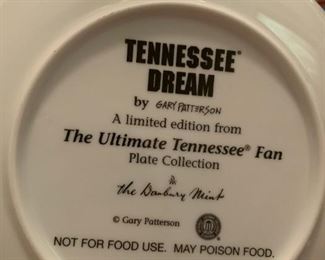 TENNESSEE®
DREAM
by GARY PATTERSON
A limited edition from
The Ultimate Tennessee® Fan
Plate Collection
the Danbury Mint
© Gary Patterson
NOT FOR FOOD USE. MAY POISON FOOD.